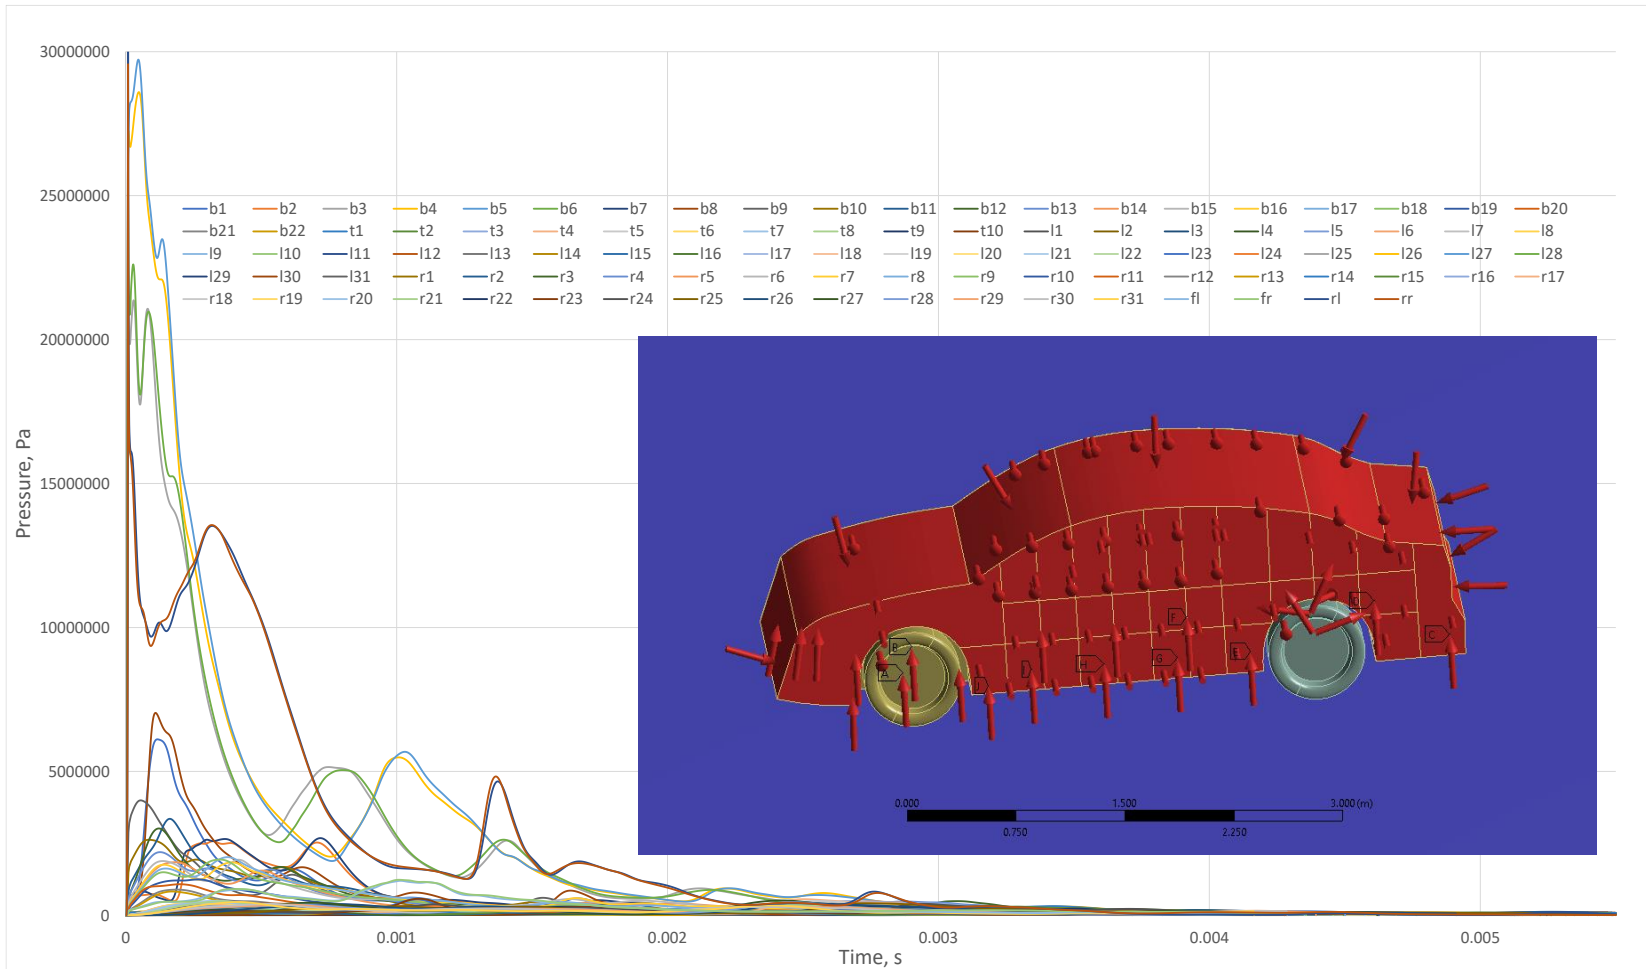 30000000
25000000
b1 b2 b3 b4 b5 b6 b7 b8 b9 b10 b11 b12 b13 b14 b15 b16 b17 b18 b19 b20
b21 b22 t1 t2 t3 t4 t5 t6 t7 t8 t9 t10 l1 l2 l3 l4 l5 l6 l7 l8
l9 l10 l11 l12 l13 l14 l15 l16 l17 l18 l19 l20 l21 l22 l23 l24 l25 l26 l27 l28
l29 l30 l31 r1 r2 r3 r4 r5 r6 r7 r8 r9 r10 r11 r12 r13 r14 r15 r16 r17
r18 r19 r20 r21 r22 r23 r24 r25 r26 r27 r28 r29 r30 r31 fl fr rl rr
20000000
Pressure, Pa
15000000
10000000
D
F
C
B
E
G
H
A
5000000
0.000 1.500 3.000 (m)
0.750 2.250
0
0 0.001 0.002 0.003 0.004 0.005
Time, s